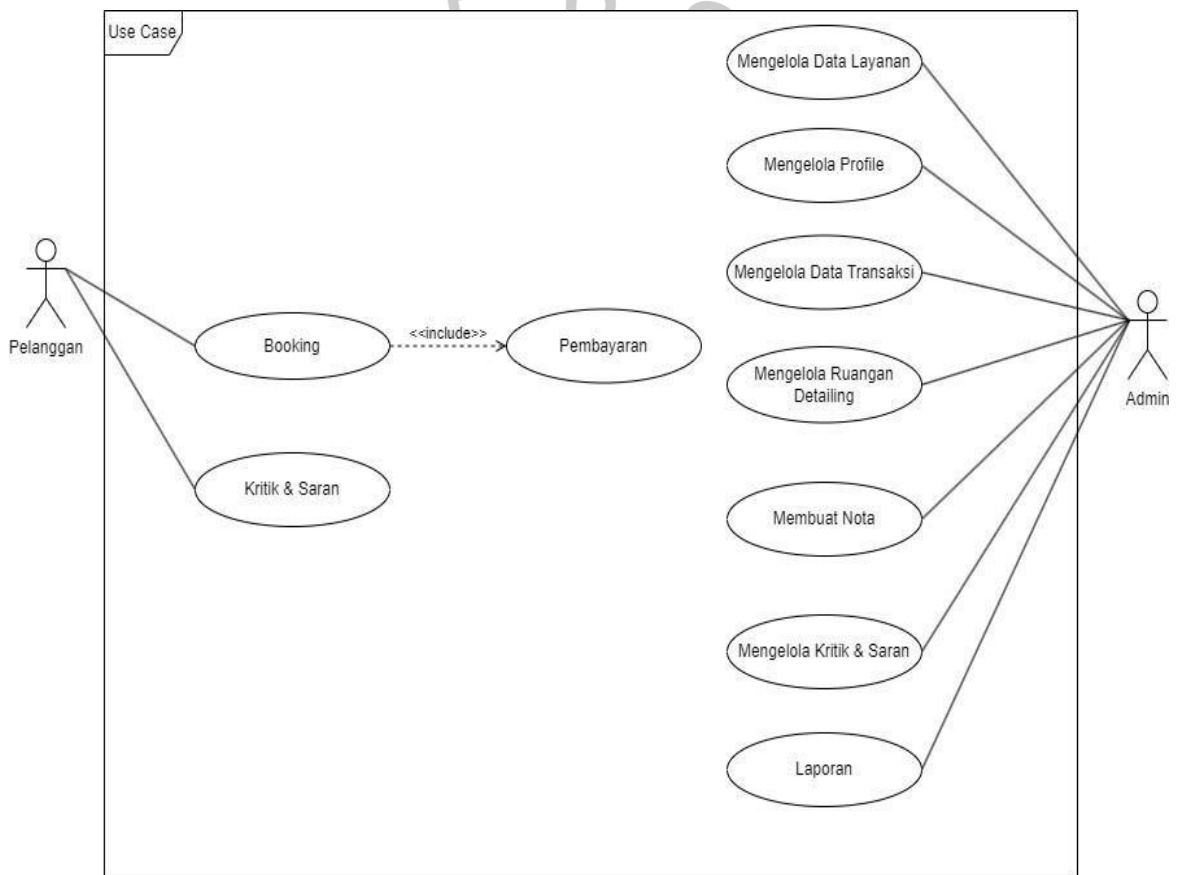 Use Case
Mengelola Data Layanan
Mengelola Profile
Mengelola Data Transaksi
Pelanggan
Booking
<<include>>
Pembayaran
Mengelola Ruangan
Detailing
Admin
Kritik & Saran
Membuat Nota
Mengelola Kritik & Saran
Laporan